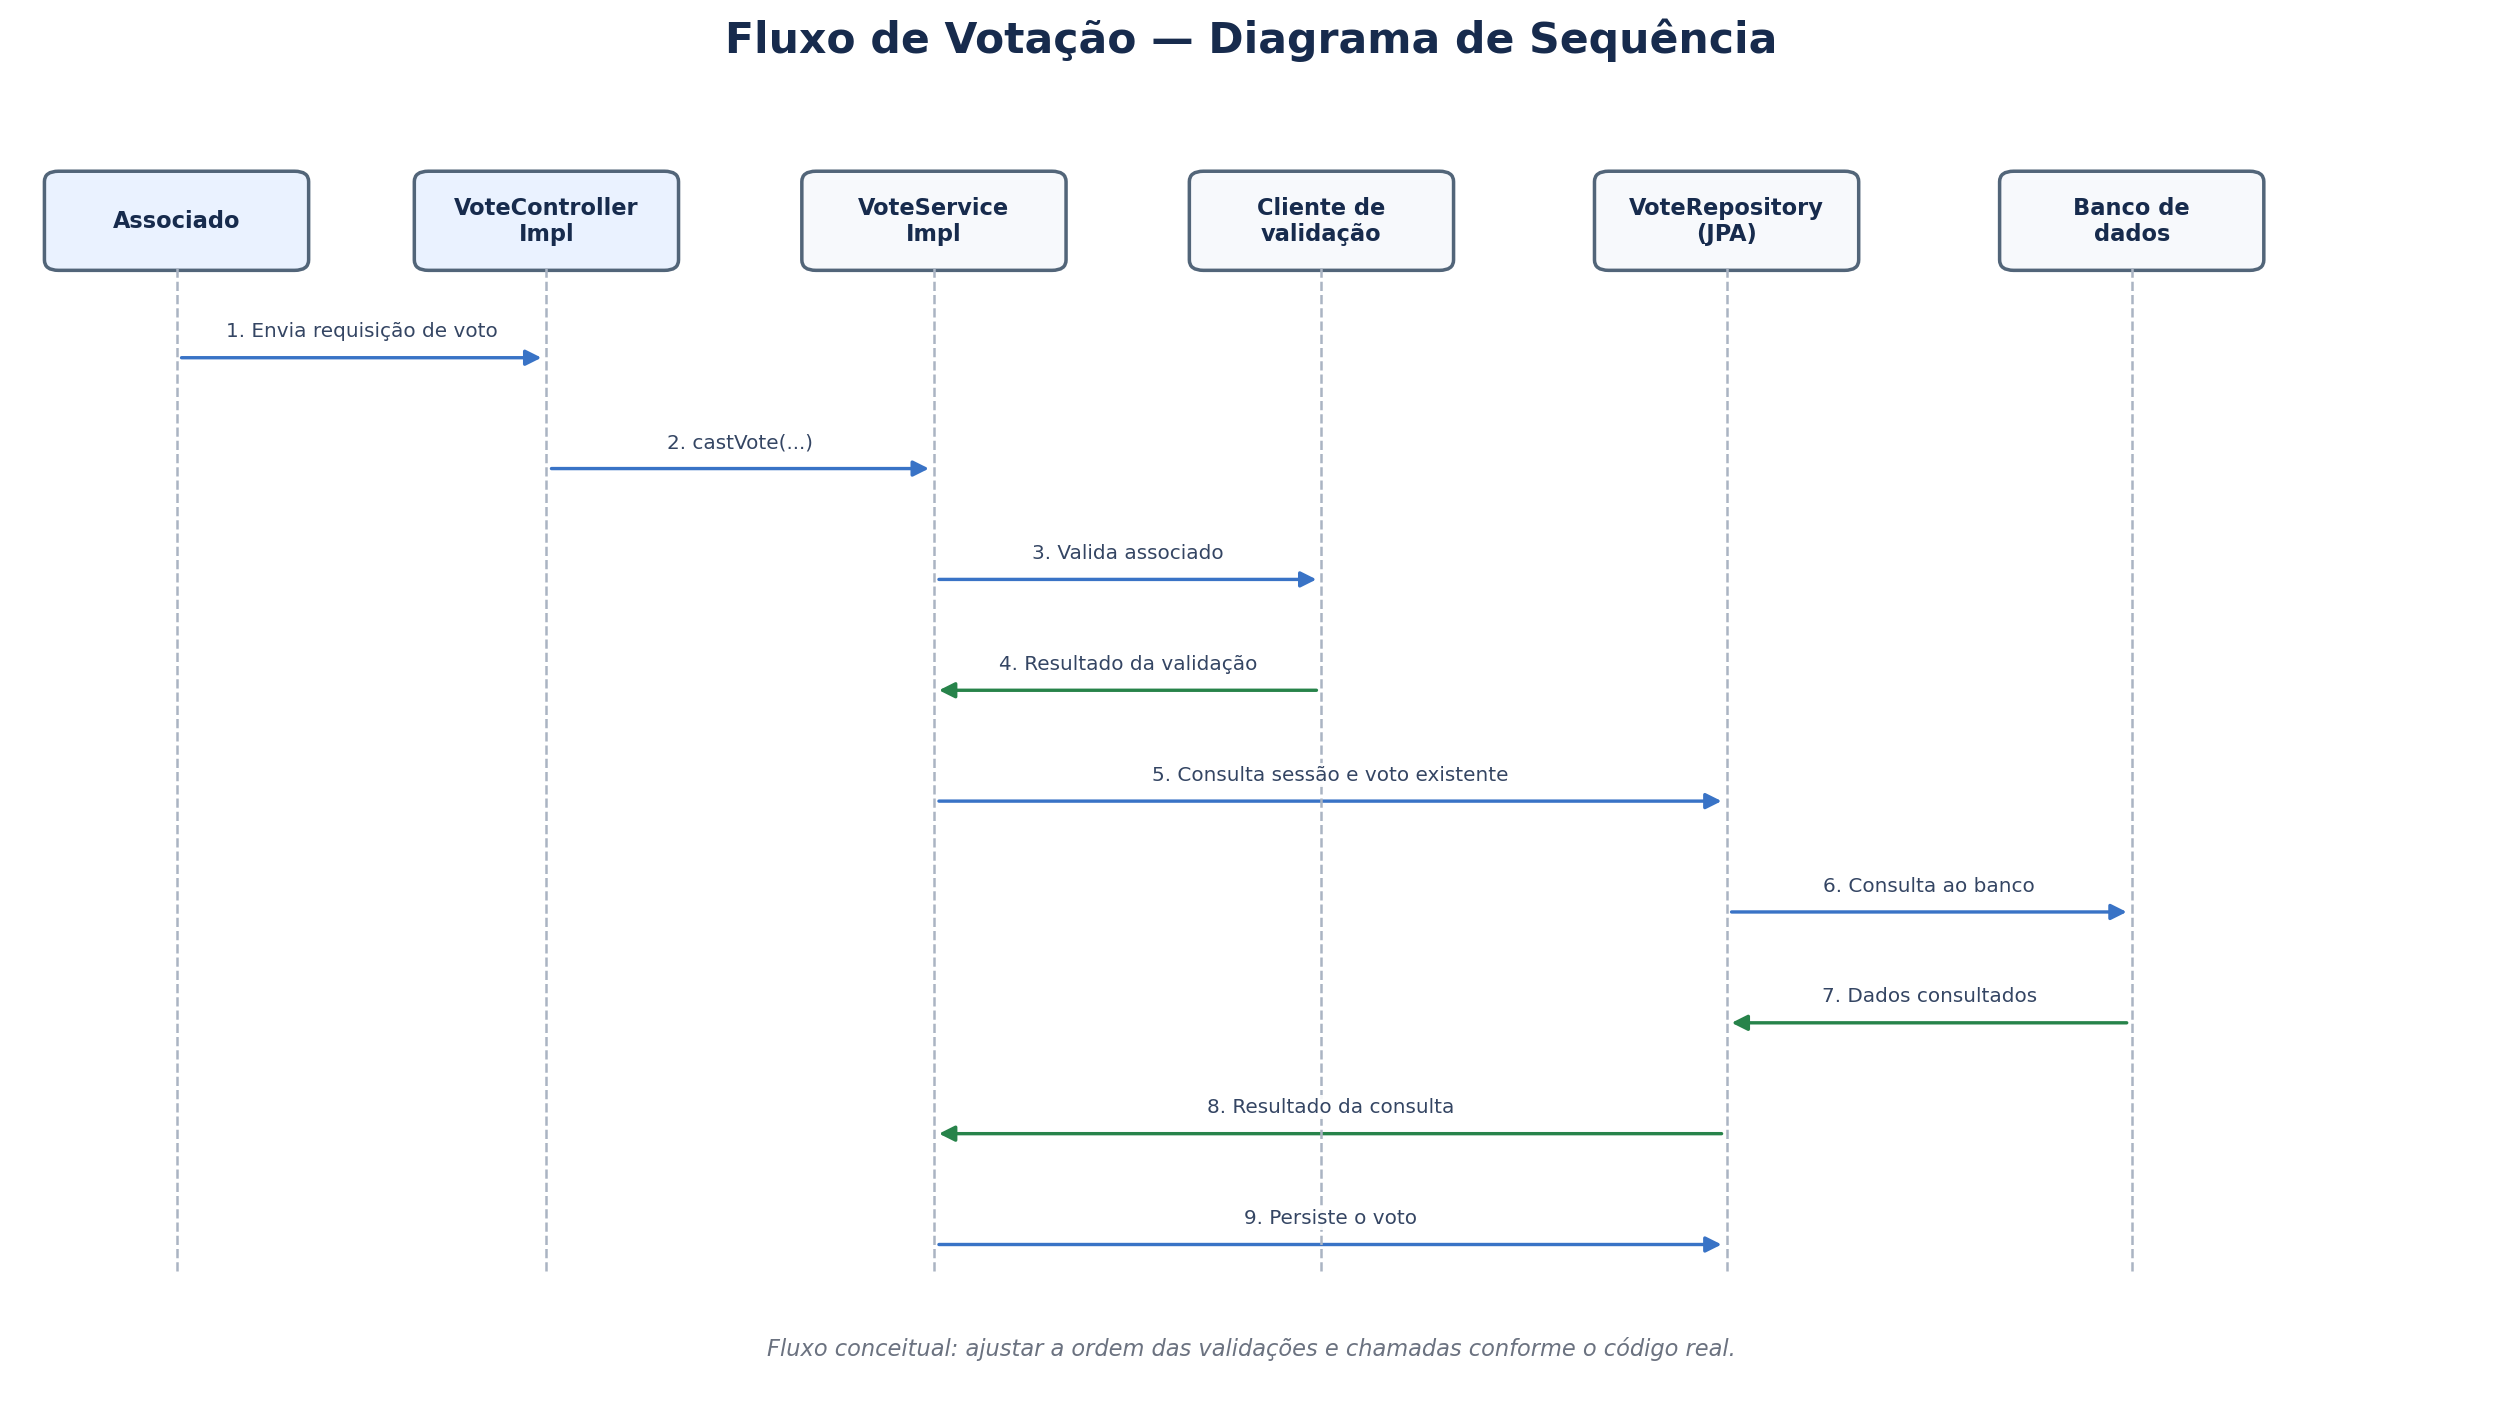 Fluxo de Votação — Diagrama de Sequência
Associado
VoteController
Impl
VoteService
Impl
Cliente de
validação
VoteRepository
(JPA)
Banco de
dados
1. Envia requisição de voto
2. castVote(...)
3. Valida associado
4. Resultado da validação
5. Consulta sessão e voto existente
6. Consulta ao banco
7. Dados consultados
8. Resultado da consulta
9. Persiste o voto
Fluxo conceitual: ajustar a ordem das validações e chamadas conforme o código real.